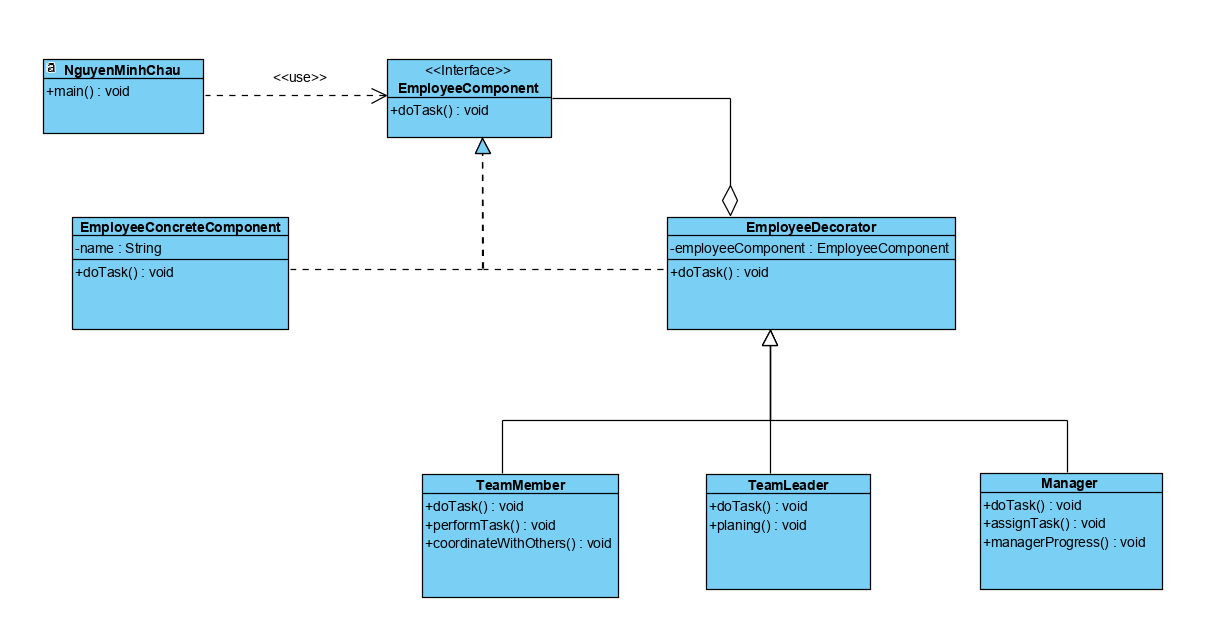 a NguyenMinhChau
+main() : void
<<use>>
<<Interface>>
EmployeeComponent
+doTask() : void
EmployeeConcreteComponent
-name : String
+doTask() : void
EmployeeDecorator
-employeeComponent : EmployeeComponent
+doTask() : void
TeamMember
+doTask() : void
+performTask() : void
+coordinateWithOthers() : void
TeamLeader
+doTask() : void
+planing() : void
Manager
+doTask() : void
+assignTask() : void
+managerProgress() : void